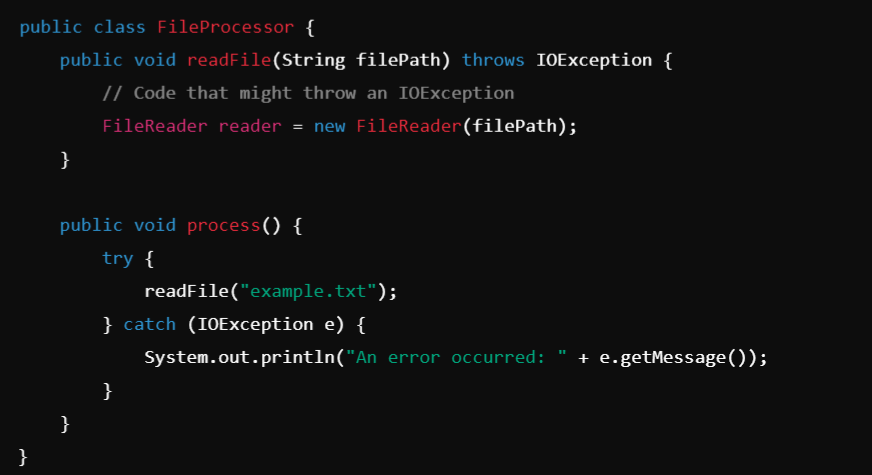 public class FileProcessor {
    public void readFile(String filePath) throws IOException {
        // Code that might throw an IOException
        FileReader reader = new FileReader(filePath);
    }

    public void process() {
        try {
            readFile("example.txt");
        } catch (IOException e) {
            System.out.println("An error occurred: " + e.getMessage());
        }
    }
}